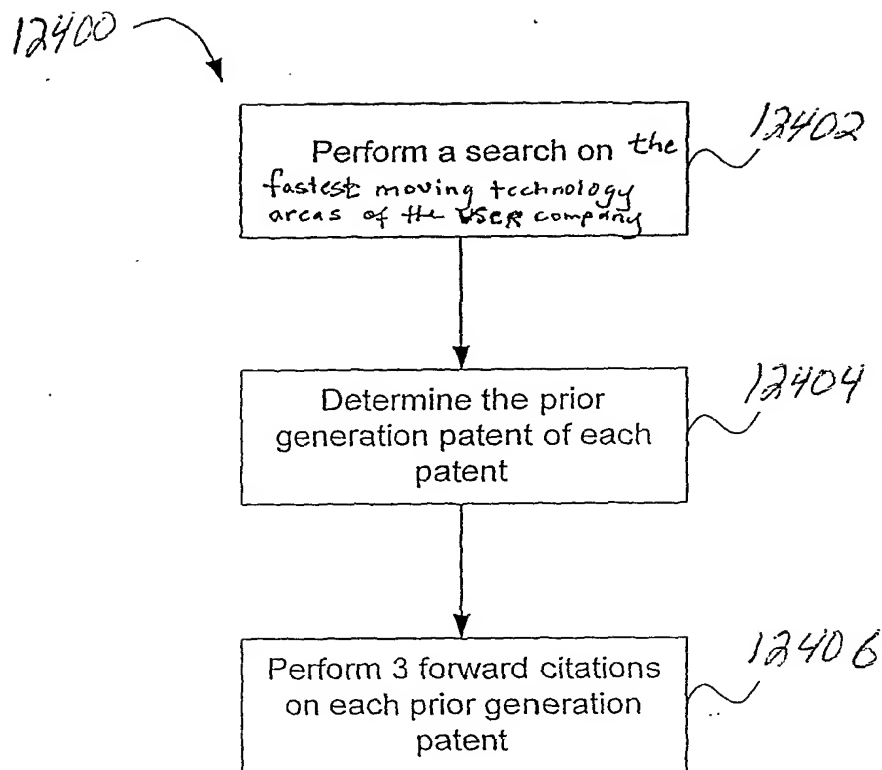 12400
12402
Perform a search on the
fastest moving technology
areas of the USER company
12404
Determine the prior
generation patent of each
patent
12406
Perform 3 forward citations
on each prior generation
patent